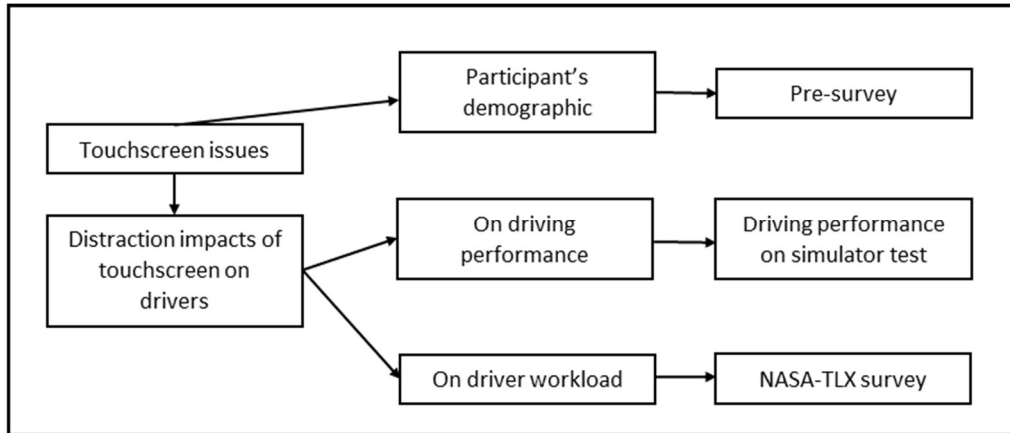 Participant’s
demographic
Pre-survey
Touchscreen issues
Distraction impacts of
touchscreen on
drivers
On driving
performance
Driving performance
on simulator test
On driver workload
NASA-TLX survey